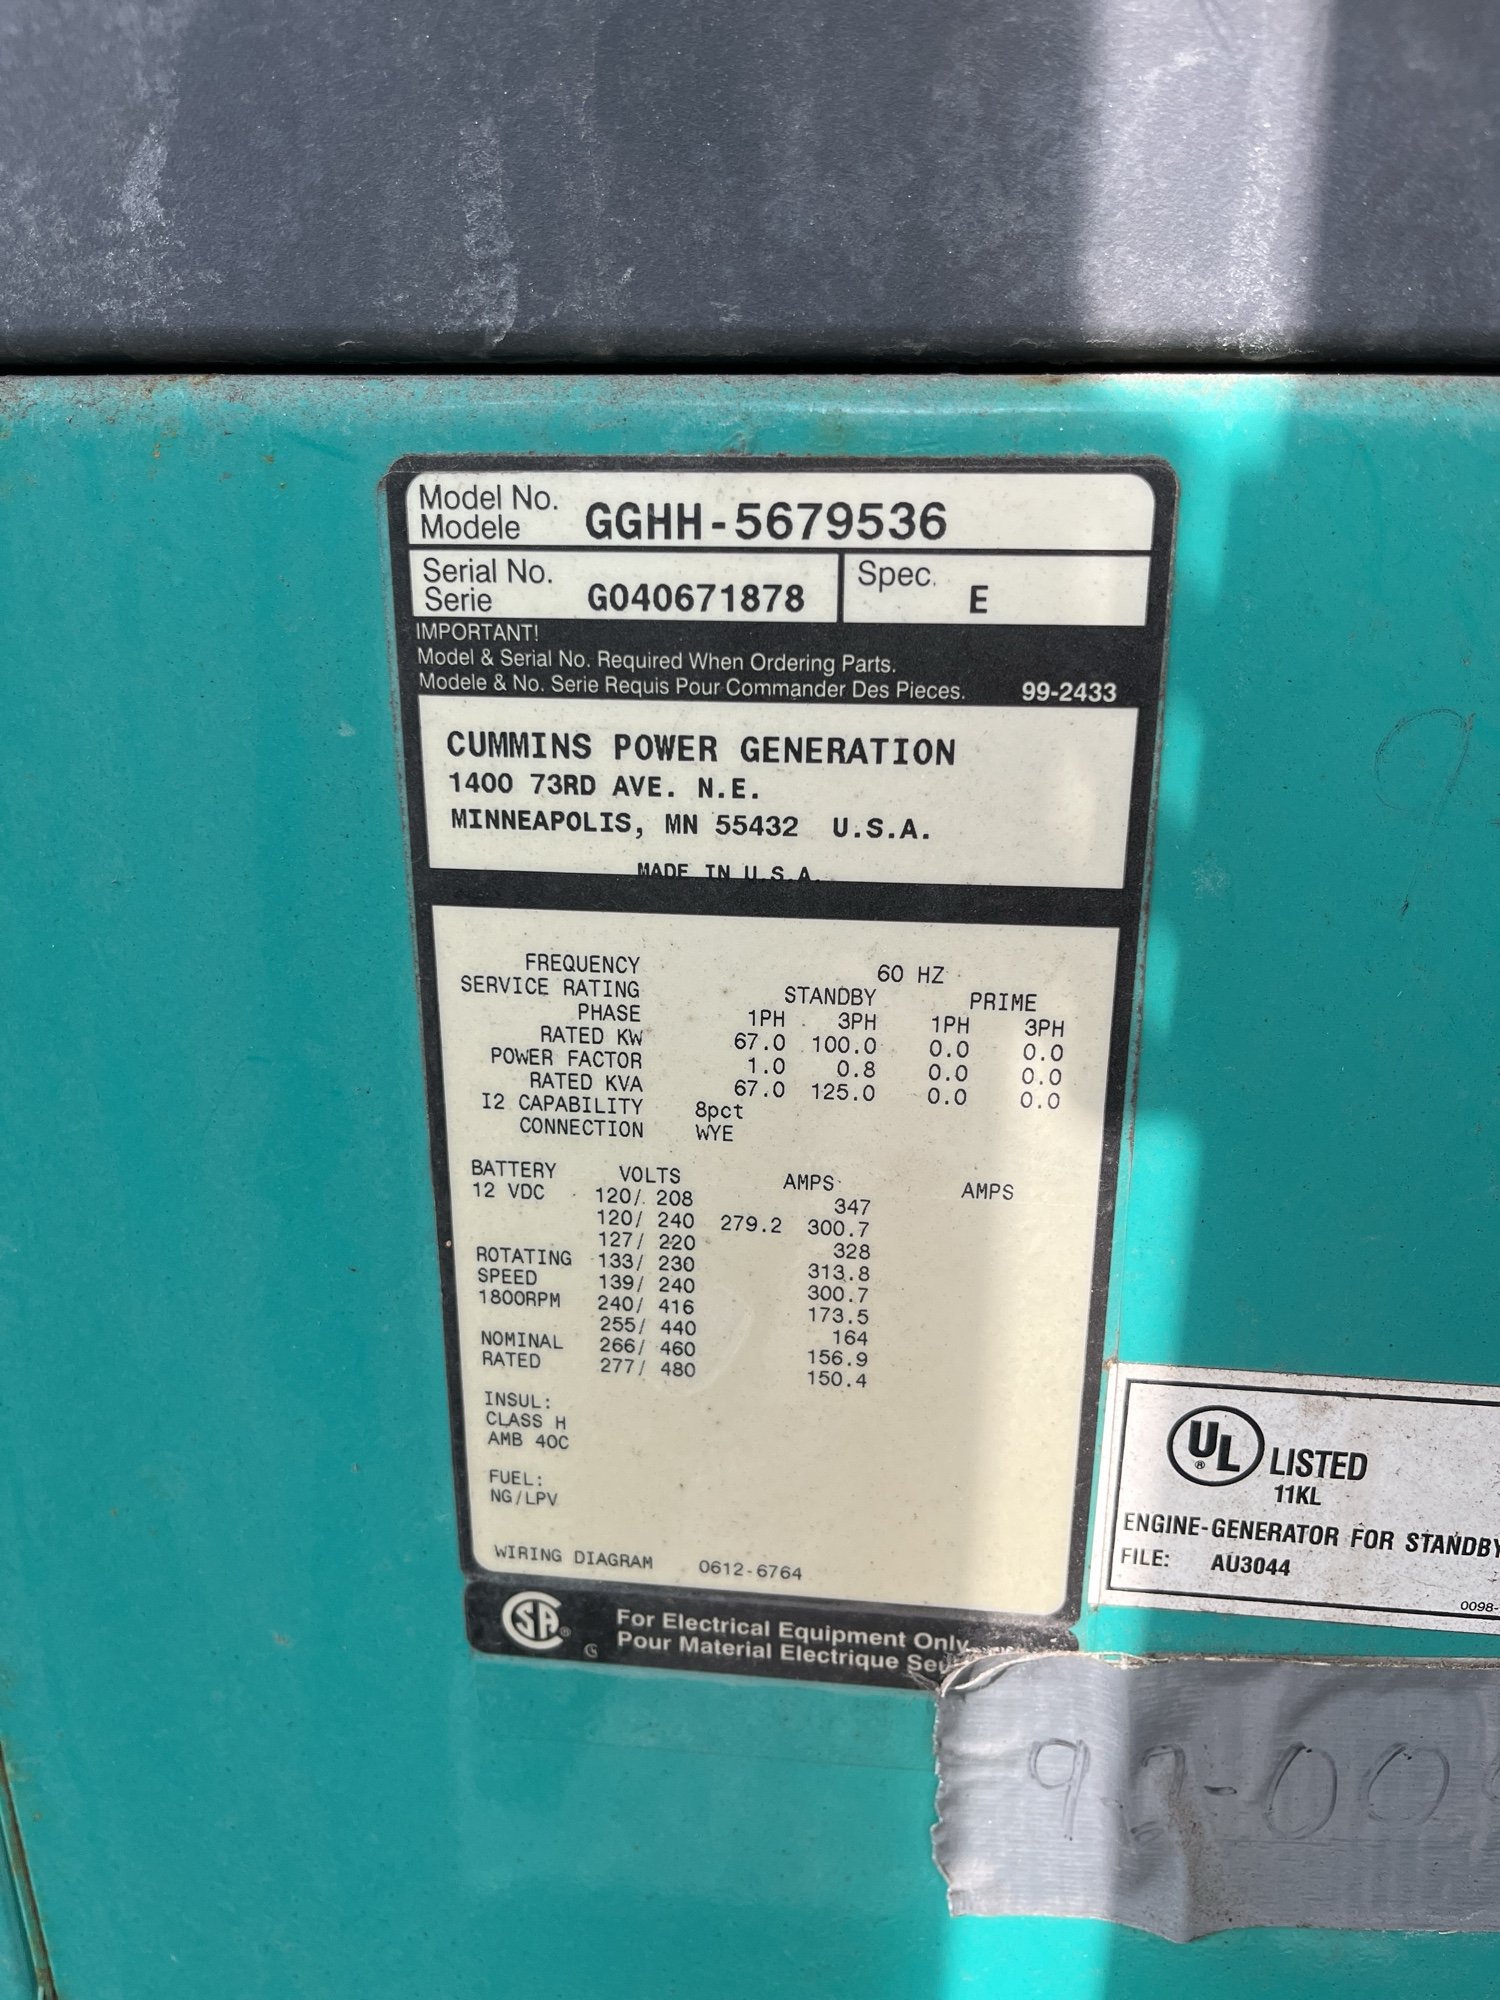 Model No.
Modele GGHH-5679536
Serial No.
Serie G040671878
Spec. E
IMPORTANT!
Model & Serial No. Required When Ordering Parts.
Modele & No. Serie Requis Pour Commander Des Pieces. 99-2433
CUMMINS POWER GENERATION
1400 73RD AVE. N.E.
MINNEAPOLIS, MN 55432 U.S.A.
MADE IN U.S.A.
FREQUENCY 60 HZ
SERVICE RATING STANDBY PRIME
PHASE 1PH 3PH 1PH 3PH
RATED KW 67.0 100.0 0.0 0.0
POWER FACTOR 1.0 0.8 0.0 0.0
RATED KVA 67.0 125.0 0.0 0.0
I2 CAPABILITY 8pct
CONNECTION WYE
BATTERY VOLTS AMPS AMPS
12 VDC 120/ 208 347
120/ 240 279.2 300.7
127/ 220 328
ROTATING 133/ 230 313.8
SPEED 139/ 240 300.7
1800RPM 240/ 416 173.5
255/ 440 164
NOMINAL 266/ 460 156.9
RATED 277/ 480 150.4
INSUL:
CLASS H
AMB 40C
FUEL:
NG/LPV
WIRING DIAGRAM 0612-6764
SA ®
For Electrical Equipment Only
Pour Material Electrique
UL ® LISTED
11KL
ENGINE-GENERATOR FOR STANDBY
FILE: AU3044
0098-